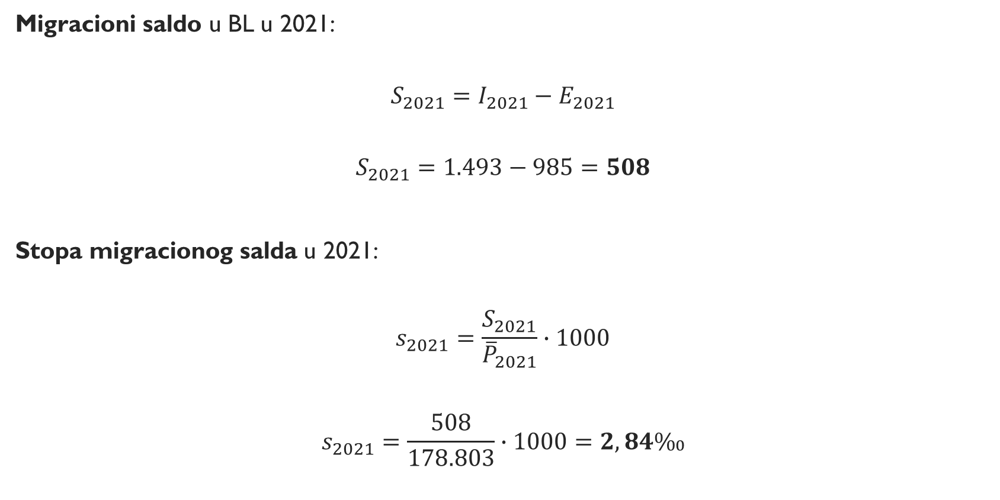 Migracioni saldo u BL u 2021:
S₂₀₂₁ = I₂₀₂₁ − E₂₀₂₁
S₂₀₂₁ = 1.493 − 985 = 508
Stopa migracionog salda u 2021:
s₂₀₂₁ = S₂₀₂₁ / P̅₂₀₂₁ · 1000
s₂₀₂₁ = 508 / 178.803 · 1000 = 2,84‰